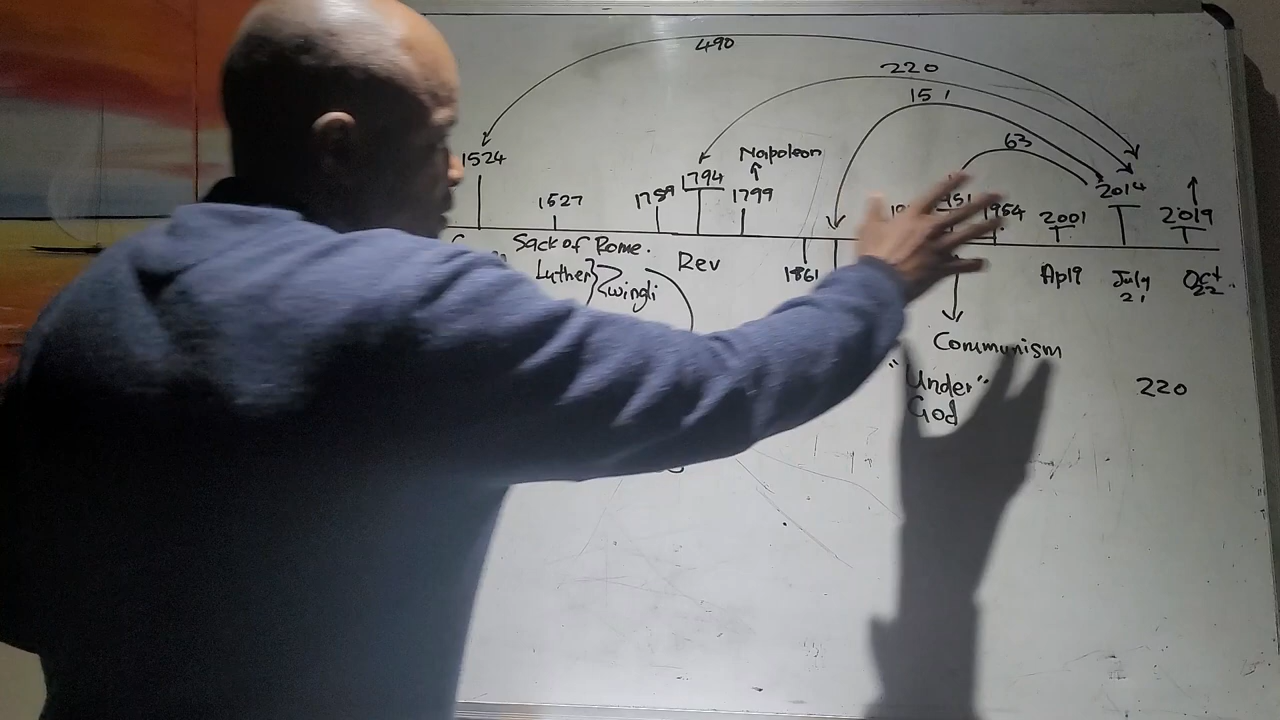 490
220
151
63
1524
1527
1789
1794
1799
Napoleon
1861
1954
2001
2014
2019
Sack of Rome.
Luther
Zwingli
Rev
Ap19
July
21
Oct
22
Communism
"Under"
God
220